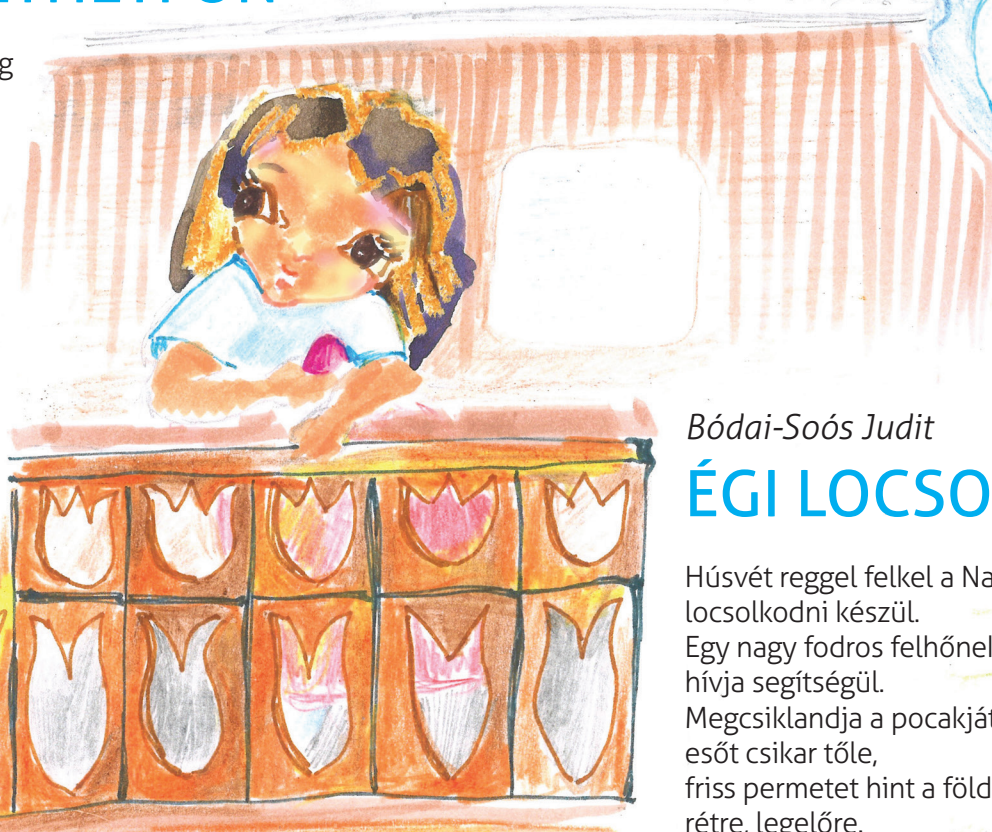 g
Bódai-Soós Judit
ÉGI LOCSO
Húsvét reggel felkel a Na
locsolkodni készül.
Egy nagy fodros felhőnel
hívja segítségül.
Megcsiklandja a pocakját
esőt csikar tőle,
friss permetet hint a föld
rétre, legelőre.